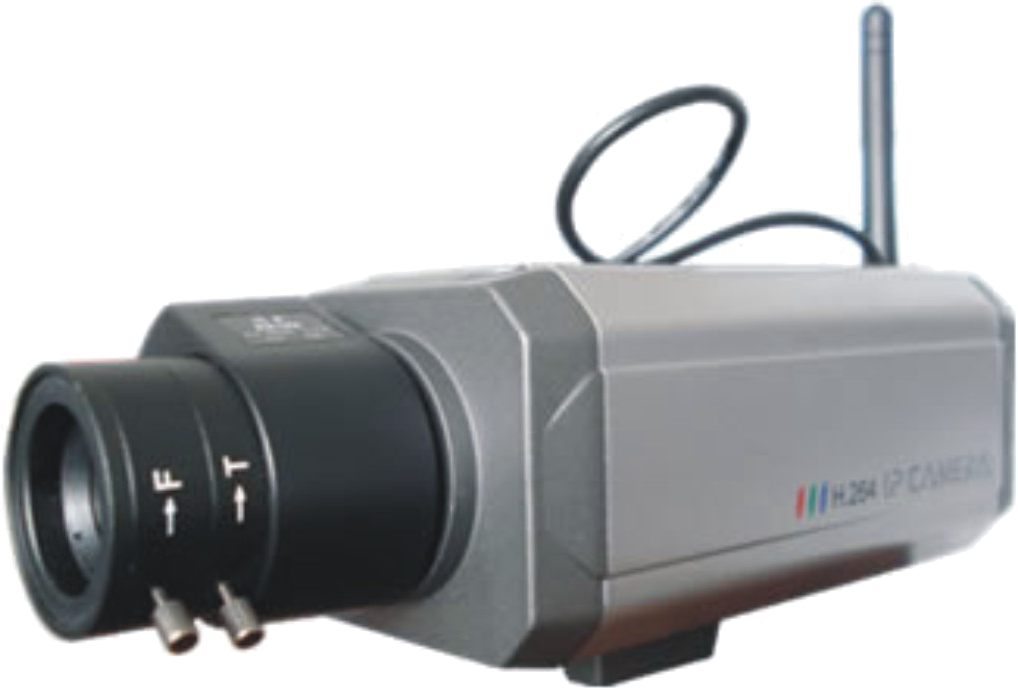 → F
→ T
H.264 IP CAMERA